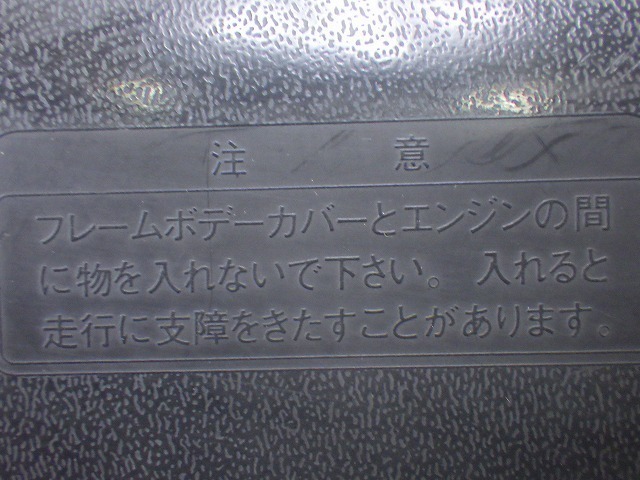 注意
フレームボデーカバーとエンジンの間
に物を入れないで下さい。 入れると
走行に支障をきたすことがあります。